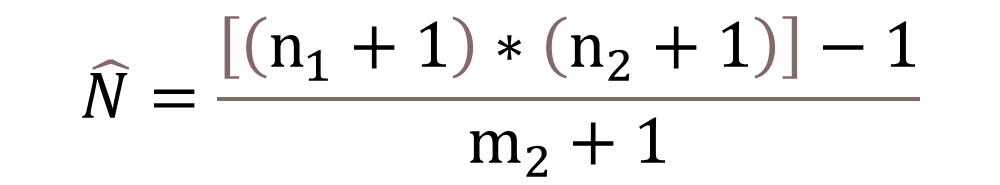 N̂ = [(n₁ + 1) * (n₂ + 1)] − 1
m₂ + 1